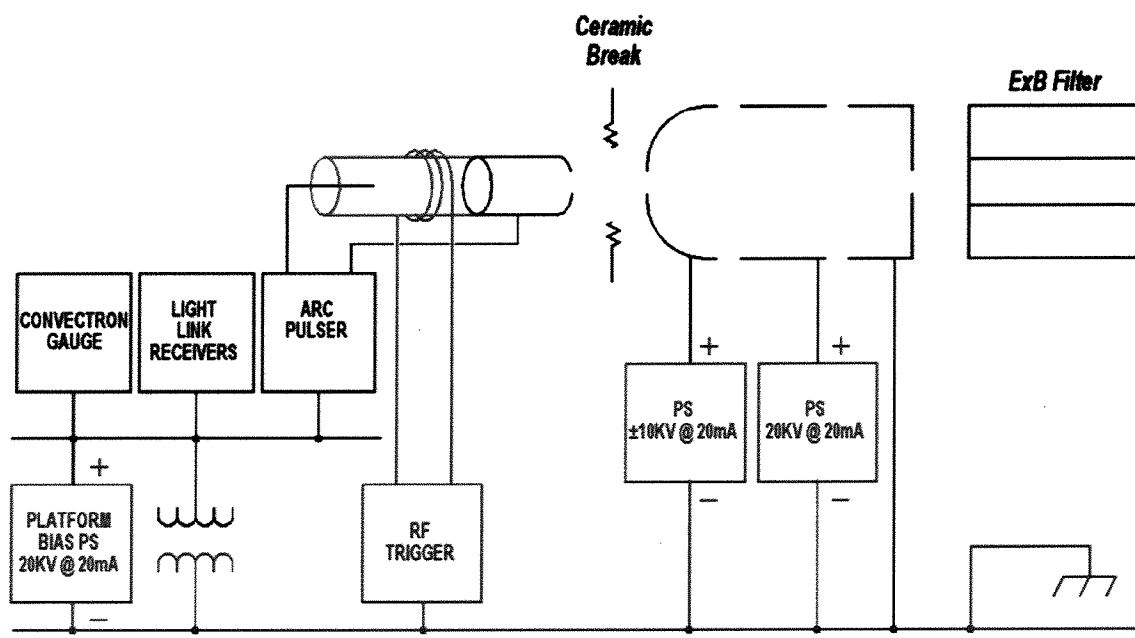 Ceramic
Break
ExB Filter
CONVECTRON
GAUGE
LIGHT
LINK
RECEIVERS
ARC
PULSER
+
+
PS
±10KV @ 20mA
PS
20KV @ 20mA
+
−
−
PLATFORM
BIAS PS
20KV @ 20mA
RF
TRIGGER
−